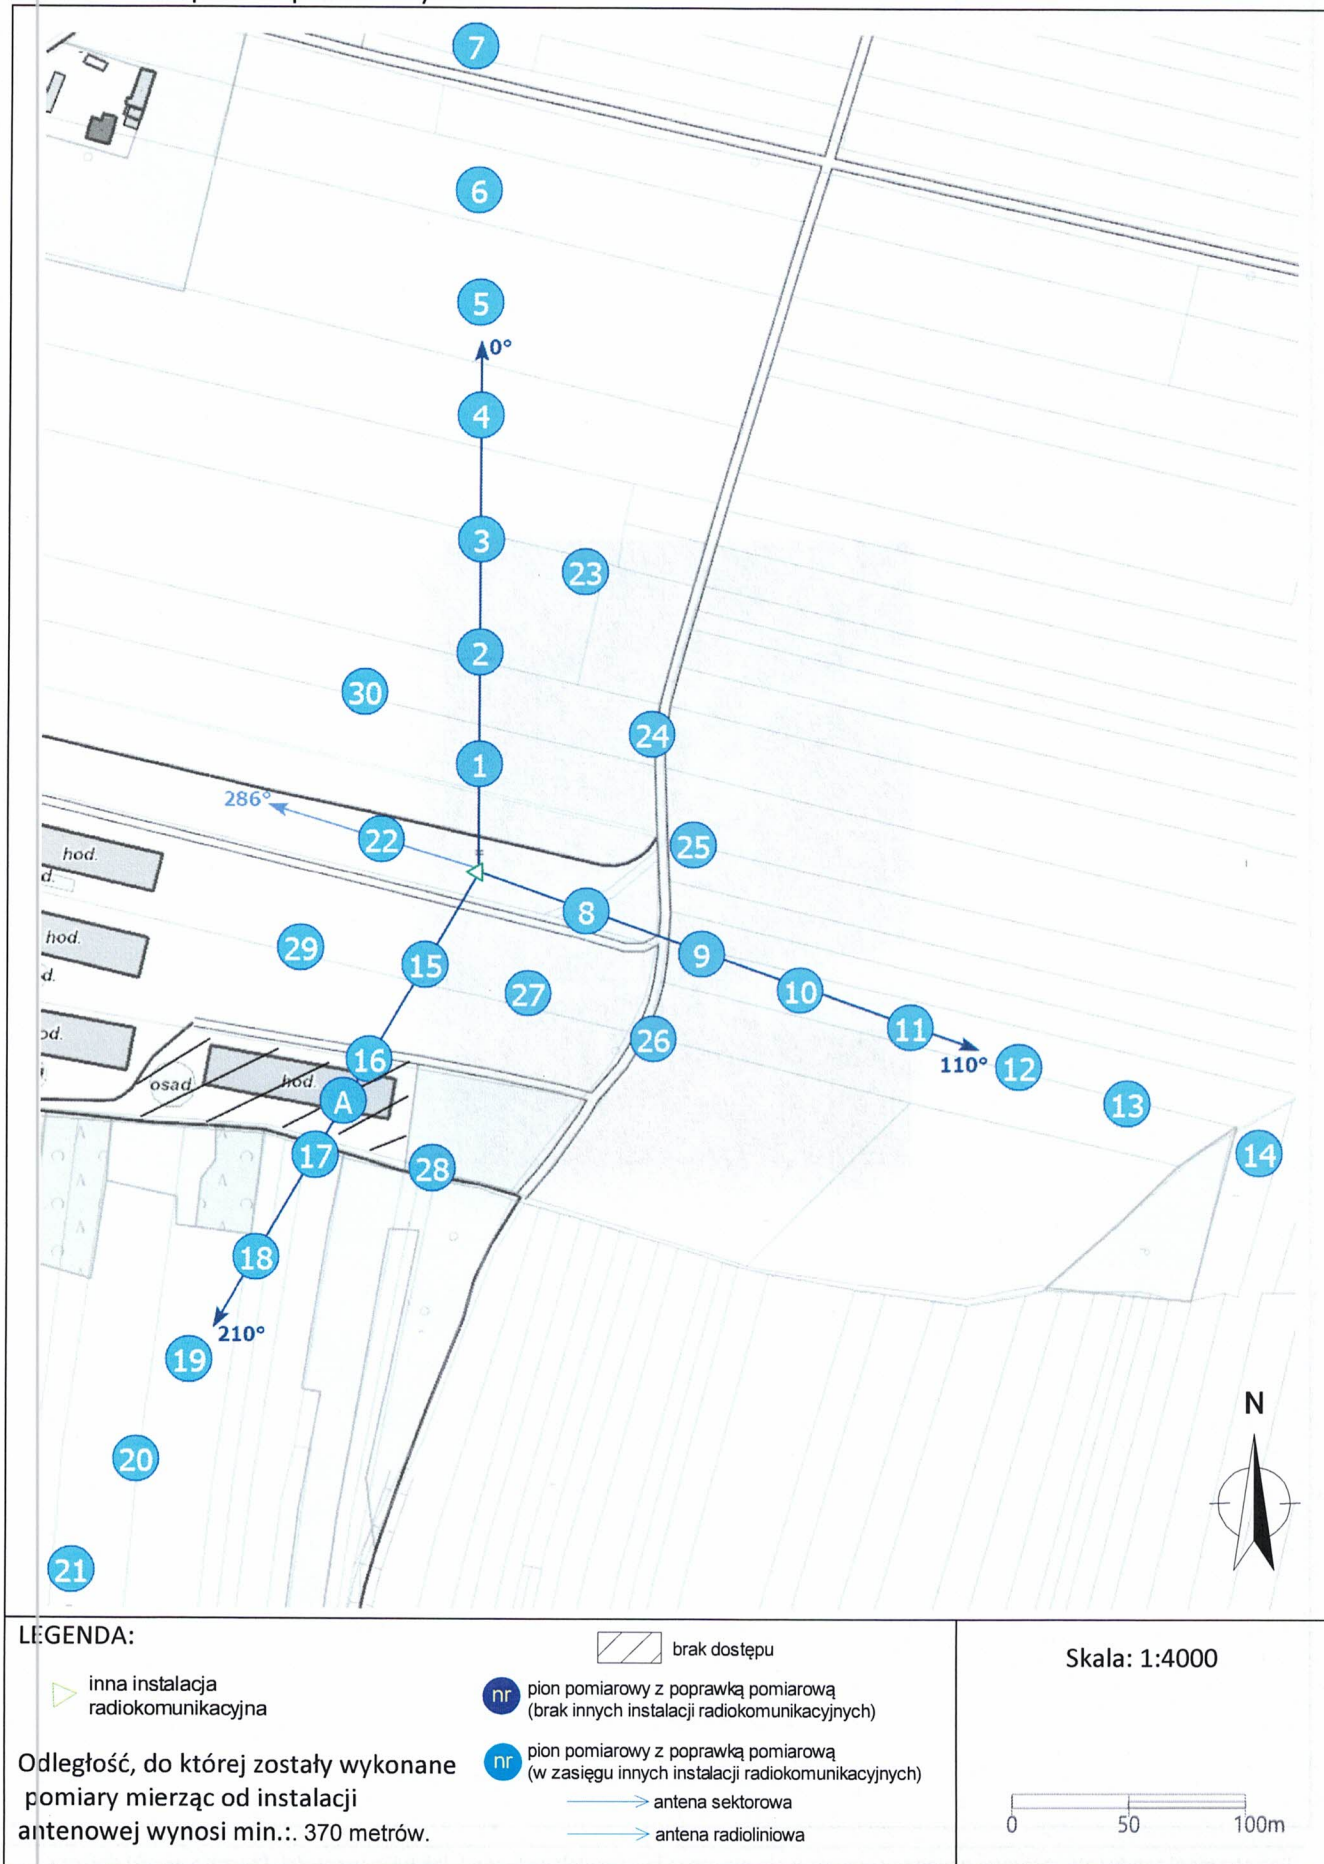 7
6
5
0°
4
3
23
2
30
24
1
286°
22
25
hod.
d.
8
hod.
29
9
15
d.
27
10
11
od.
26
16
110°
12
osad.
hod.
A
13
17
14
28
18
210°
19
N
20
21
LEGENDA:
inna instalacja
radiokomunikacyjna
Odległość, do której zostały wykonane
pomiary mierząc od instalacji
antenowej wynosi min.:. 370 metrów.
brak dostępu
nr
pion pomiarowy z poprawką pomiarową
(brak innych instalacji radiokomunikacyjnych)
nr
pion pomiarowy z poprawką pomiarową
(w zasięgu innych instalacji radiokomunikacyjnych)
antena sektorowa
antena radioliniowa
Skala: 1:4000
0 50 100m